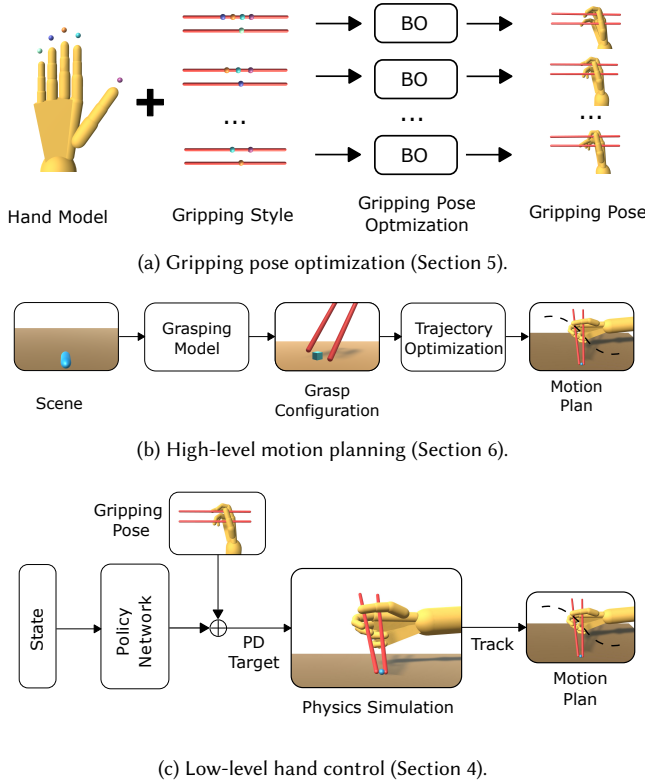 BO
BO
...
...
...
BO
Hand Model
Gripping Style
Gripping Pose
Optmization
Gripping Pose
(a) Gripping pose optimization (Section 5).
Scene
Grasping
Model
Grasp
Configuration
Trajectory
Optimization
Motion
Plan
(b) High-level motion planning (Section 6).
Gripping
Pose
State
Policy
Network
PD
Target
Physics Simulation
Track
Motion
Plan
(c) Low-level hand control (Section 4).